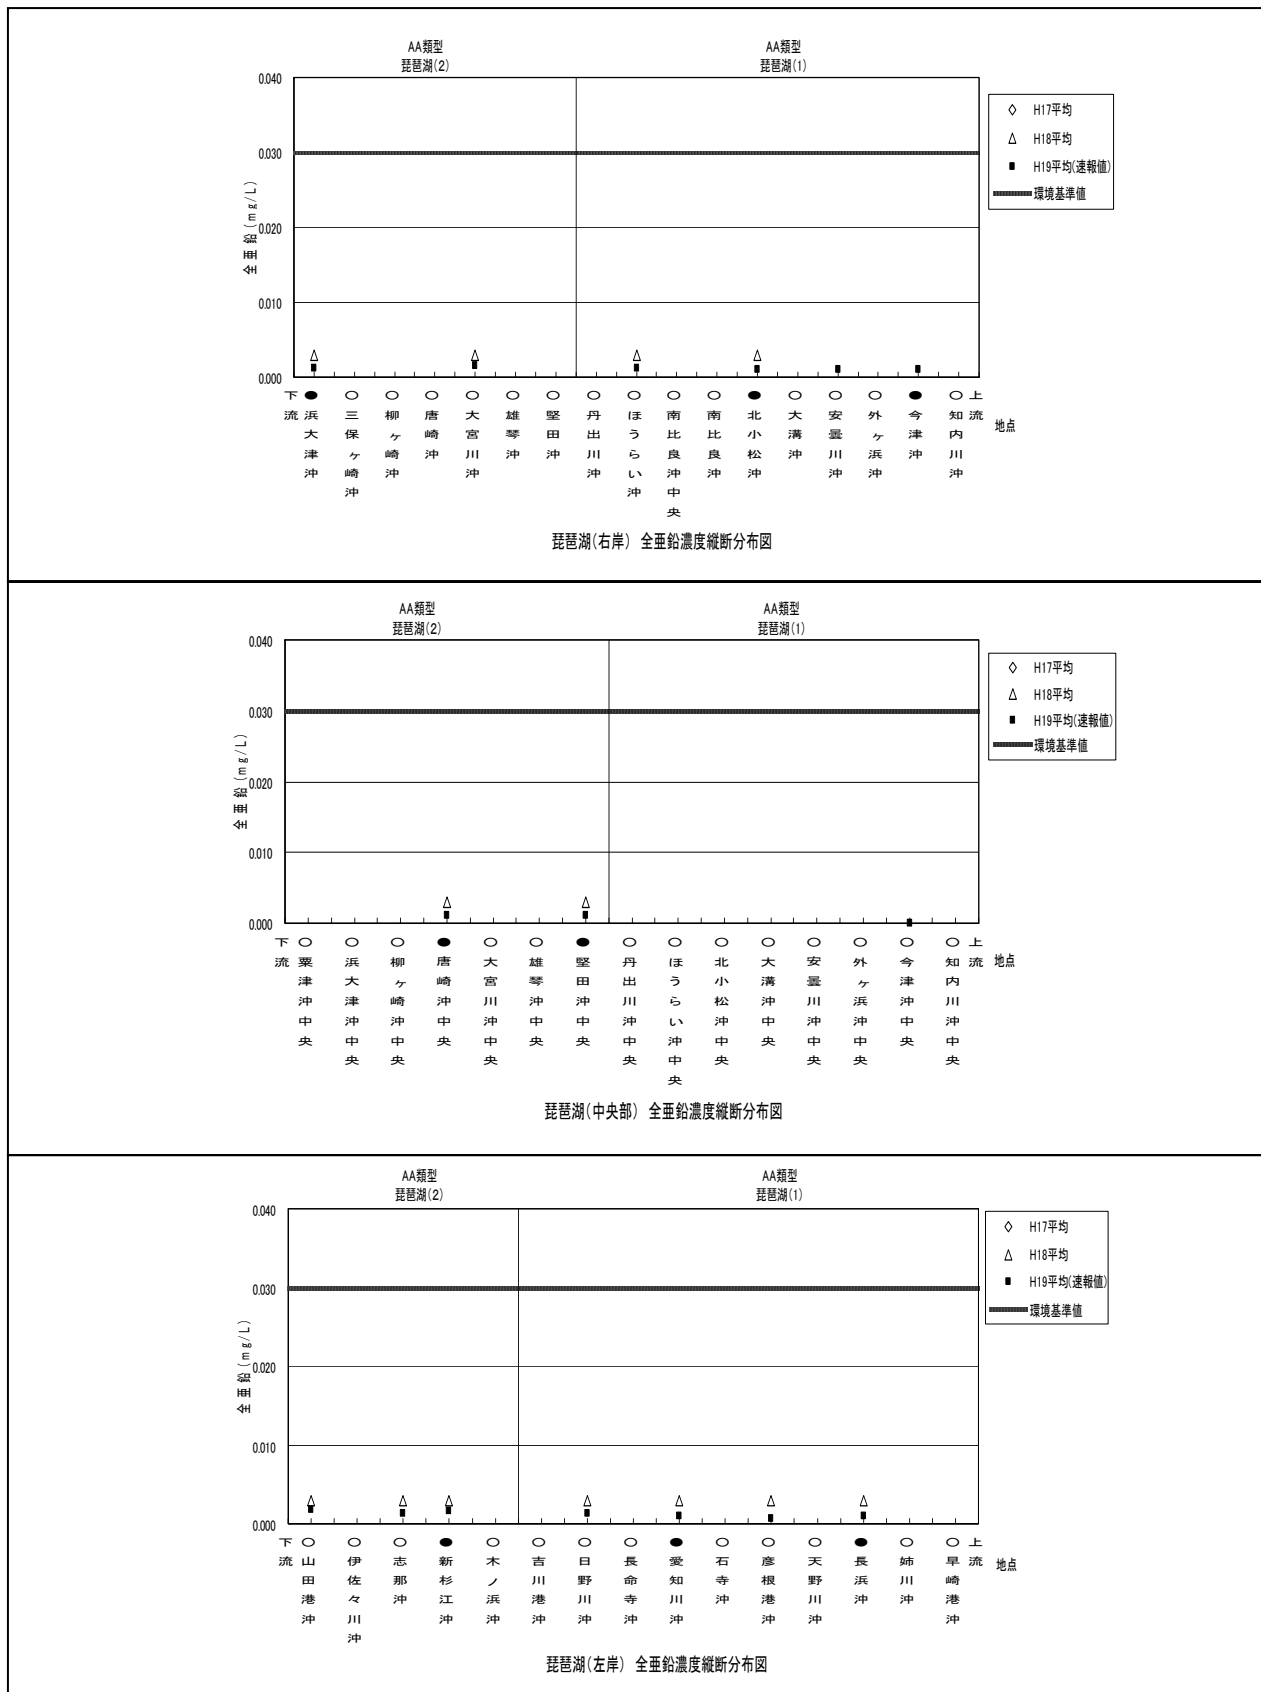 AA類型
琵琶湖(2)
AA類型
琵琶湖(1)
0.040
0.030
0.020
0.010
0.000
全亜鉛(mg/L)
◇ H17平均
△ H18平均
■ H19平均(速報値)
環境基準値
下流
●浜大津沖
○三保ヶ崎沖
○柳ヶ崎沖
○唐崎沖
○大宮川沖
○雄琴沖
○堅田沖
○丹出川沖
○ほうらい沖
○南比良沖中央
○南比良沖
●北小松沖
○大溝沖
○安曇川沖
○外ヶ浜沖
●今津沖
○知内川沖
上流
地点
琵琶湖(右岸) 全亜鉛濃度縦断分布図
AA類型
琵琶湖(2)
AA類型
琵琶湖(1)
0.040
0.030
0.020
0.010
0.000
全亜鉛(mg/L)
◇ H17平均
△ H18平均
■ H19平均(速報値)
環境基準値
下流
○粟津沖中央
○浜大津沖中央
○柳ヶ崎沖中央
●唐崎沖中央
○大宮川沖中央
○雄琴沖中央
●堅田沖中央
○丹出川沖中央
○ほうらい沖中央
○北小松沖中央
○大溝沖中央
○安曇川沖中央
○外ヶ浜沖中央
○今津沖中央
○知内川沖中央
上流
地点
琵琶湖(中央部) 全亜鉛濃度縦断分布図
AA類型
琵琶湖(2)
AA類型
琵琶湖(1)
0.040
0.030
0.020
0.010
0.000
全亜鉛(mg/L)
◇ H17平均
△ H18平均
■ H19平均(速報値)
環境基準値
下流
○山田港沖
○伊佐々川沖
○志那沖
●新杉江沖
○木ノ浜沖
○吉川港沖
○日野川沖
○長命寺沖
●愛知川沖
○石寺沖
○彦根港沖
○天野川沖
●長浜沖
○姉川沖
○早崎港沖
上流
地点
琵琶湖(左岸) 全亜鉛濃度縦断分布図